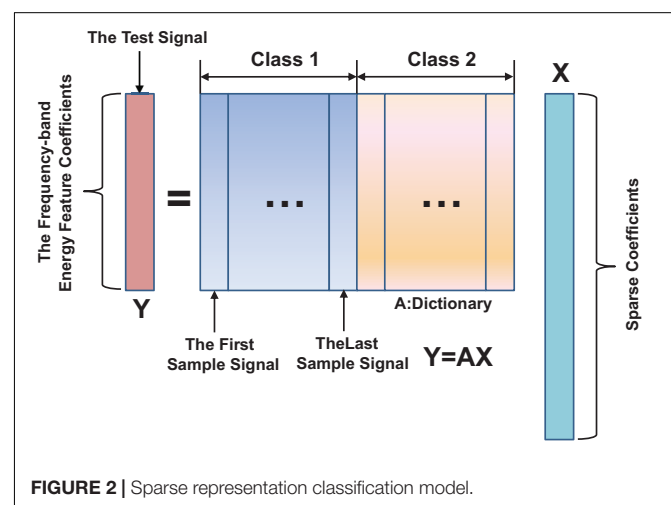 The Test Signal
Class 1
Class 2
X
The Frequency-band
Energy Feature Coefficients
=
...
...
Sparse Coefficients
Y
A:Dictionary
The First
Sample Signal
TheLast
Sample Signal
Y=AX
FIGURE 2 | Sparse representation classification model.